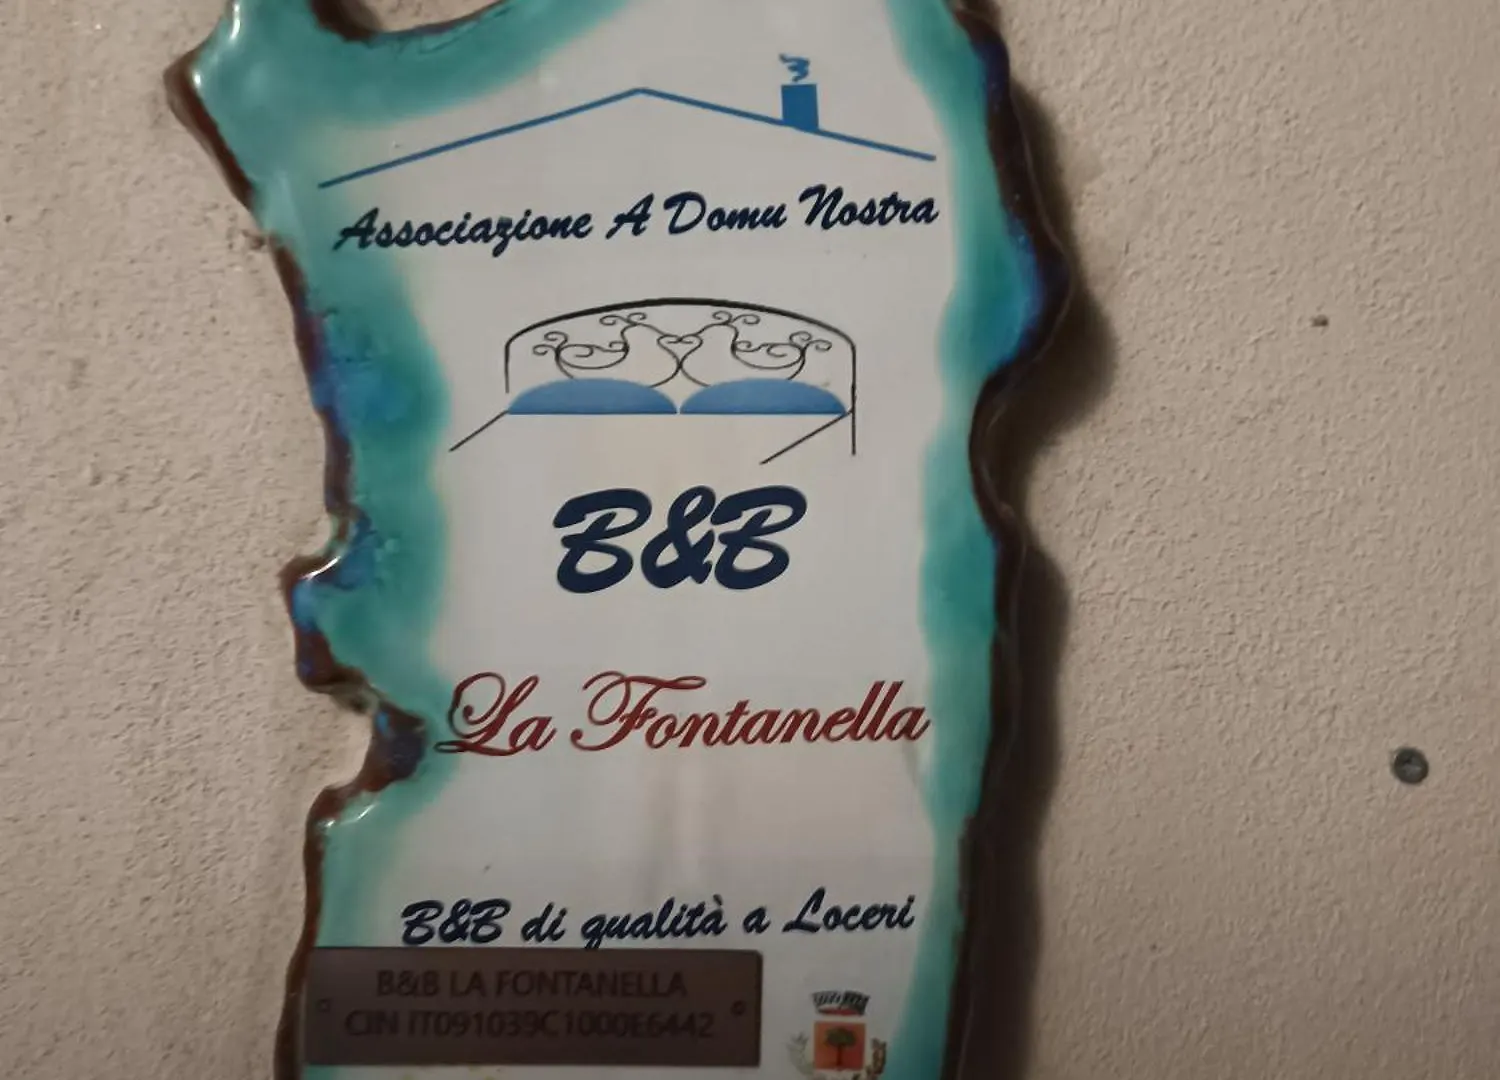 Associazione A Domu Nostra
B&B
La Fontanella
B&B di qualità a Loceri
B&B LA FONTANELLA
CIN IT091039C1000E6442